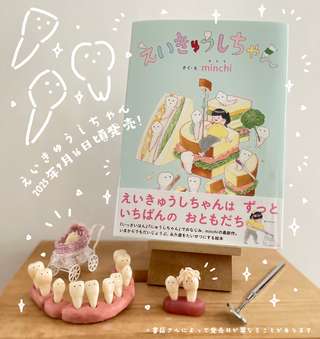 えいきゅうしちゃん
さく・え minchi
えいきゅうしちゃんは ずっと
いちばんの おともだち
えいきゅうしちゃん
2025年7月16日頃発売!
*書店さんによって発売日が異なることがあります